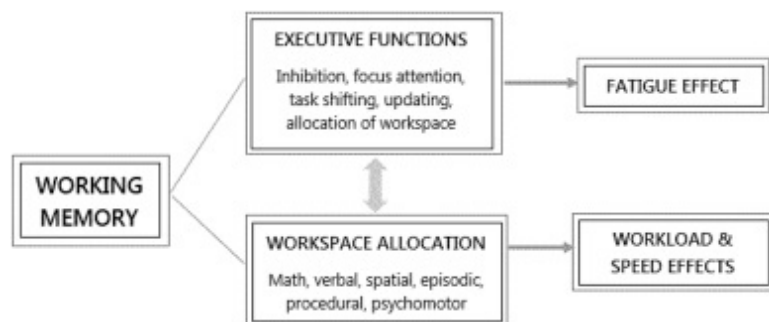 EXECUTIVE FUNCTIONS
Inhibition, focus attention,
task shifting, updating,
allocation of workspace
FATIGUE EFFECT
WORKING
MEMORY
WORKSPACE ALLOCATION
Math, verbal, spatial, episodic,
procedural, psychomotor
WORKLOAD &
SPEED EFFECTS